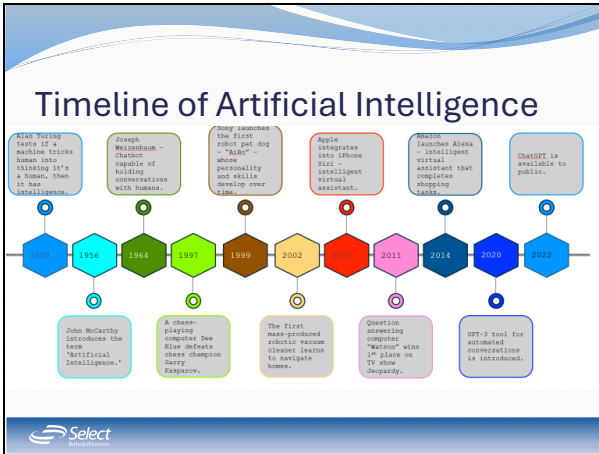 Timeline of Artificial Intelligence
Alan Turing
tests if a
machine tricks
human into
thinking it's
a human, then
it has
intelligence.
Joseph
Weizenbaum -
Chatbot
capable of
holding
conversations
with humans.
Sony launches
the first
robot pet dog
- "AiBo" -
whose
personality
and skills
develop over
time.
Apple
integrates
into iPhone
Siri -
intelligent
virtual
assistant.
Amazon
launches Alexa
- intelligent
virtual
assistant that
completes
shopping
tasks.
ChatGPT is
available to
public.
1950
1956
1964
1997
1999
2002
2011
2011
2014
2020
2022
John McCarthy
introduces the
term
'Artificial
Intelligence.'
A chess-
playing
computer Dee
Blue defeats
chess champion
Garry
Kasparov.
The first
mass-produced
robotic vacuum
cleaner learns
to navigate
homes.
Question
answering
computer
"Watson" wins
1st place on
TV show
Jeopardy.
GPT-3 tool for
automated
conversations
is introduced.
Select
Rehabilitation